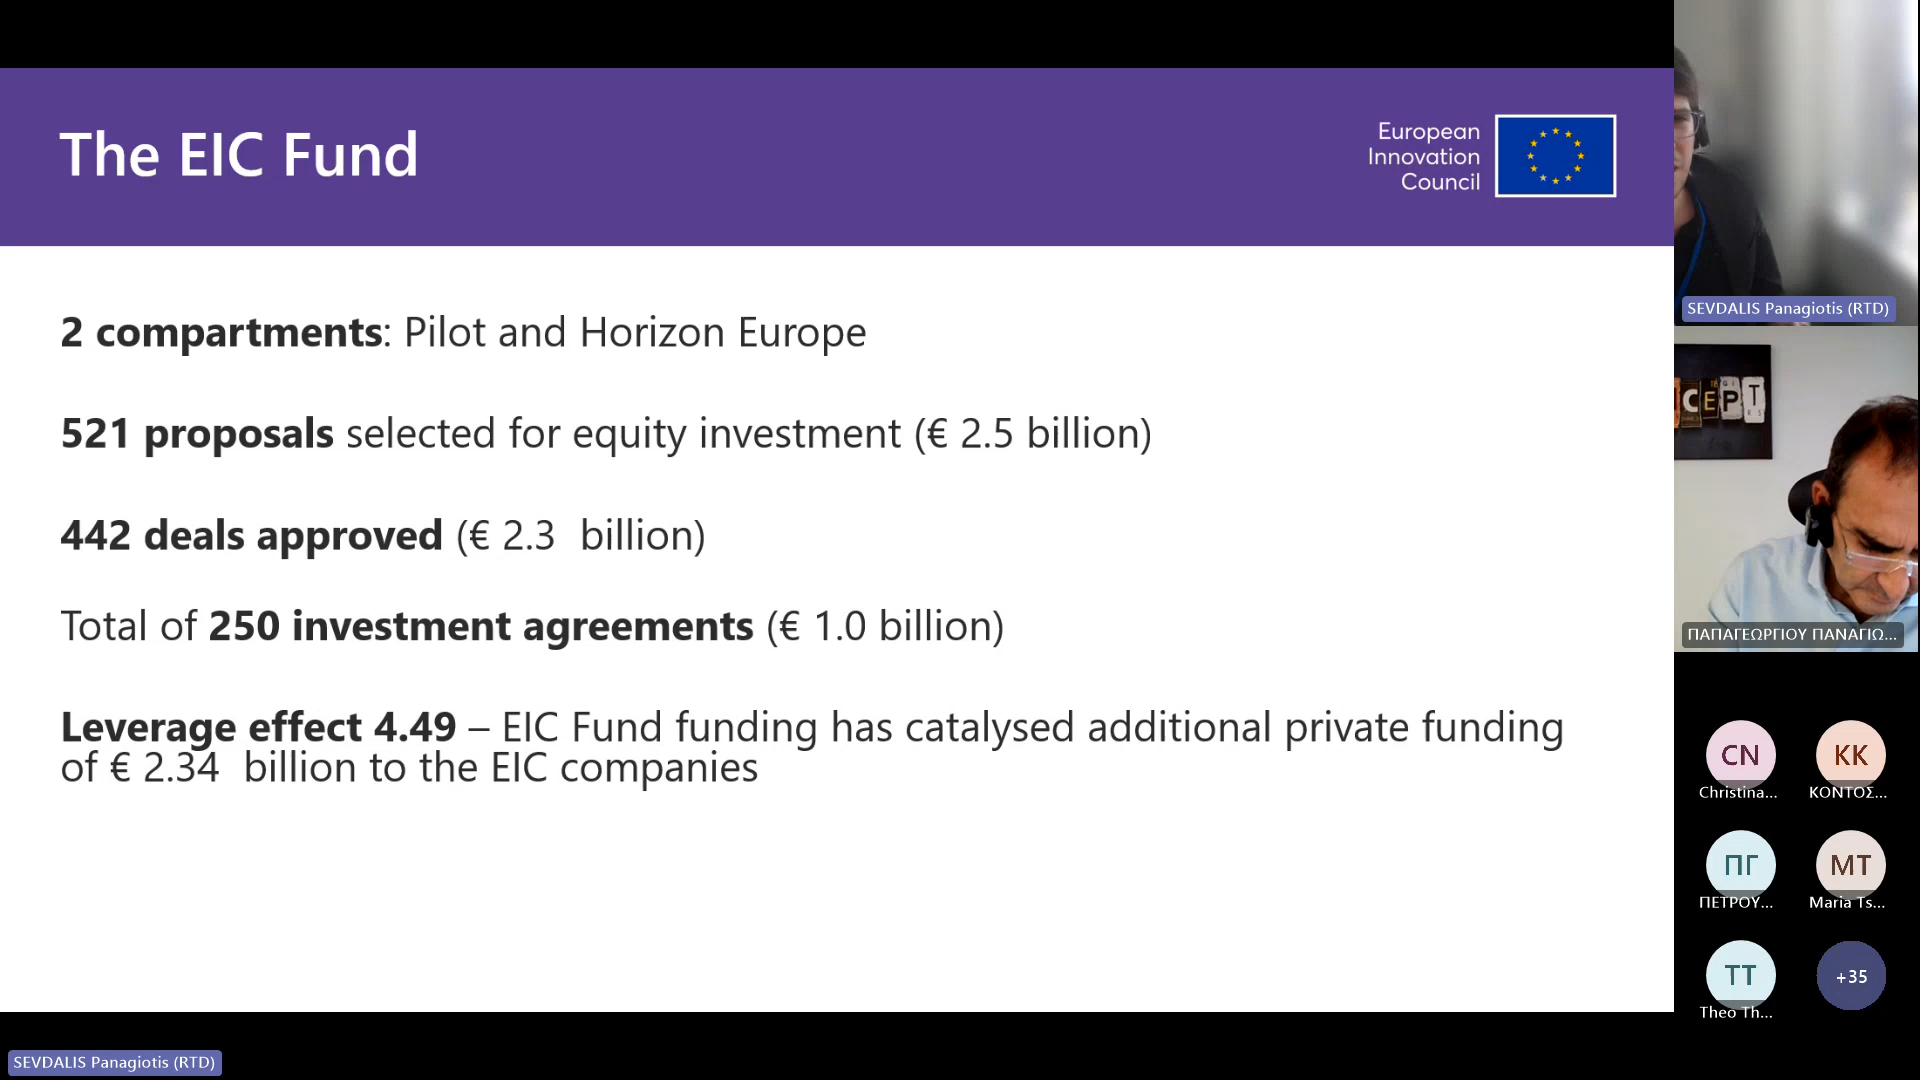 The EIC Fund
European
Innovation
Council
2 compartments: Pilot and Horizon Europe
521 proposals selected for equity investment (€ 2.5 billion)
442 deals approved (€ 2.3  billion)
Total of 250 investment agreements (€ 1.0 billion)
Leverage effect 4.49 – EIC Fund funding has catalysed additional private funding
of € 2.34  billion to the EIC companies
SEVDALIS Panagiotis (RTD)
CEPT
ΠΑΠΑΓΕΩΡΓΙΟΥ ΠΑΝΑΓΙΩ...
CN
Christina...
KK
ΚΟΝΤΟΣ...
ΠΓ
ΠΕΤΡΟΥ...
MT
Maria Ts...
TT
Theo Th...
+35
SEVDALIS Panagiotis (RTD)